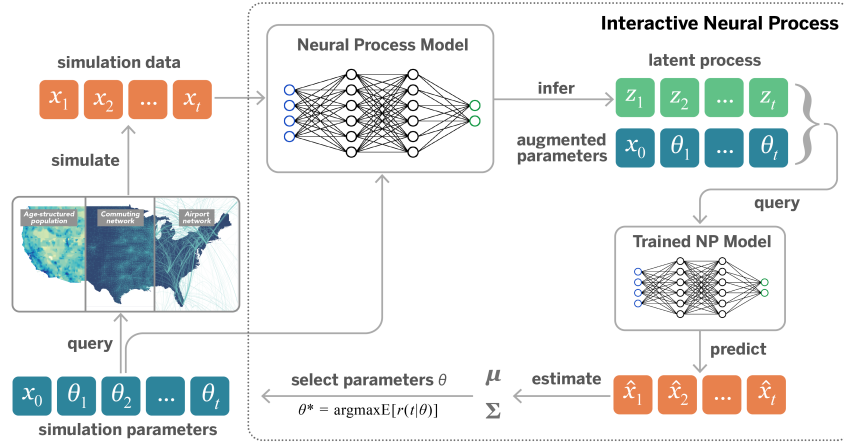 Interactive Neural Process
simulation data
x₁ x₂ ... xₜ
Neural Process Model
infer
latent process
z₁ z₂ ... zₜ
augmented
parameters
x₀ θ₁ ... θₜ
simulate
Age-structured
population
Commuting
network
Airport
network
query
Trained NP Model
query
predict
x₀ θ₁ θ₂ ... θₜ
simulation parameters
select parameters θ
θ* = argmaxE[r(t|θ)]
μ
Σ
estimate
x̂₁ x̂₂ ... x̂ₜ